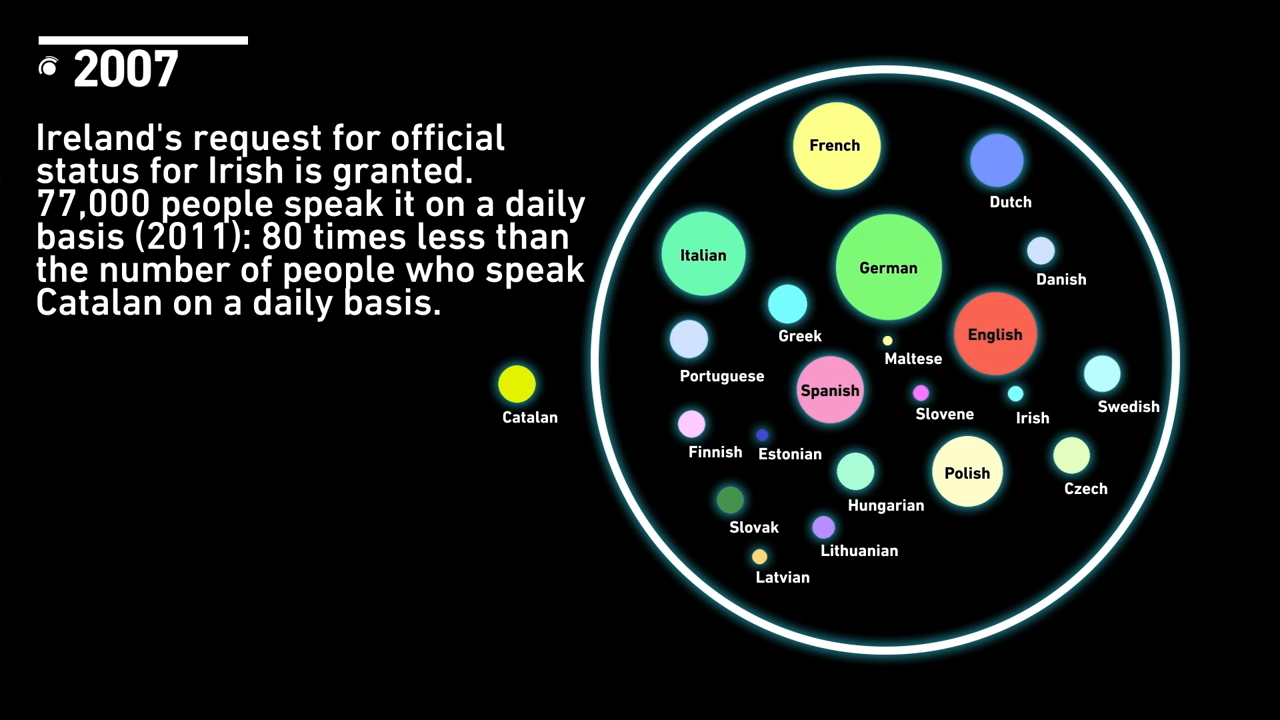 2007
Ireland's request for official
status for Irish is granted.
77,000 people speak it on a daily
basis (2011): 80 times less than
the number of people who speak
Catalan on a daily basis.
French
Dutch
Italian
German
Danish
Greek
English
Maltese
Portuguese
Spanish
Slovene
Irish
Swedish
Catalan
Finnish
Estonian
Polish
Czech
Hungarian
Slovak
Lithuanian
Latvian